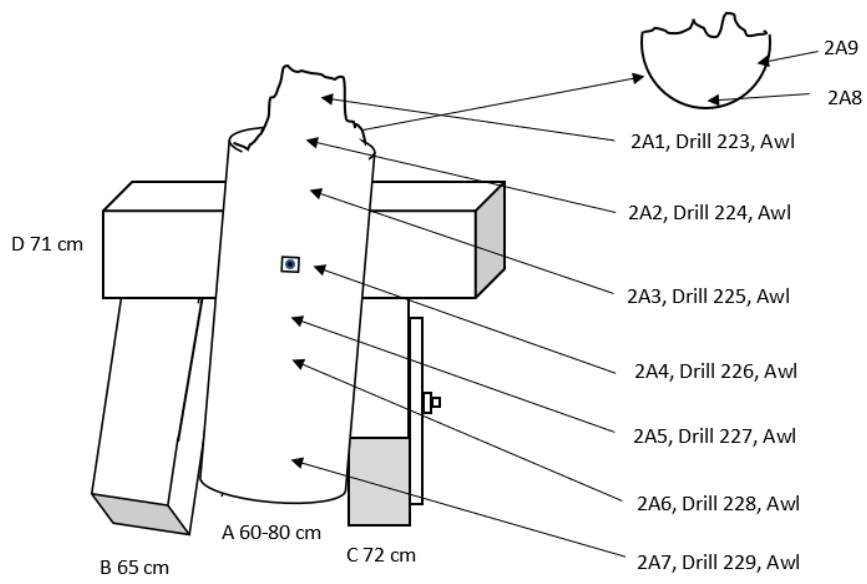 2A9
2A8
2A1, Drill 223, Awl
2A2, Drill 224, Awl
D 71 cm
2A3, Drill 225, Awl
2A4, Drill 226, Awl
2A5, Drill 227, Awl
2A6, Drill 228, Awl
A 60-80 cm
C 72 cm
2A7, Drill 229, Awl
B 65 cm